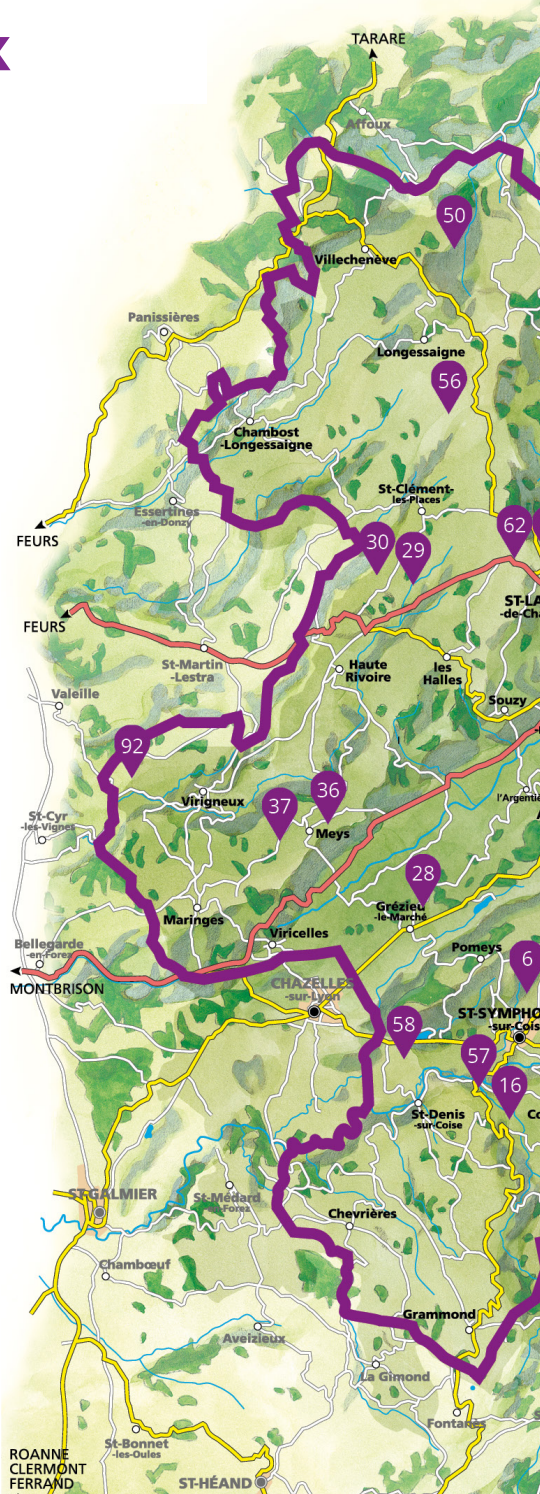 TARARE
Affoux
50
Villechenève
Panissières
Longessaigne
56
Chambost
-Longessaigne
St-Clément-
les-Places
Essertines
-en-Donzy
62
FEURS
30
29
ST-LA
-de-Cha
FEURS
St-Martin
-Lestra
Haute
Rivoire
les
Halles
Valeille
Souzy
92
Virigneux
37
36
l'Argentiè
St-Cyr
-les-Vignes
Meys
28
Maringes
Grézieu
-le-Marché
Viricelles
Bellegarde
-en-Forez
Pomeys
6
MONTBRISON
CHAZELLES
-sur-Lyon
58
ST-SYMPHO
-sur-Cois
57
16
St-Denis
-sur-Coise
Co
ST-GALMIER
St-Médard
-en-Forez
Chevrières
Chambœuf
Grammond
Aveizieux
La Gimond
Fontanès
St-Bonnet
-les-Oules
ROANNE
CLERMONT
FERRAND
ST-HÉAND